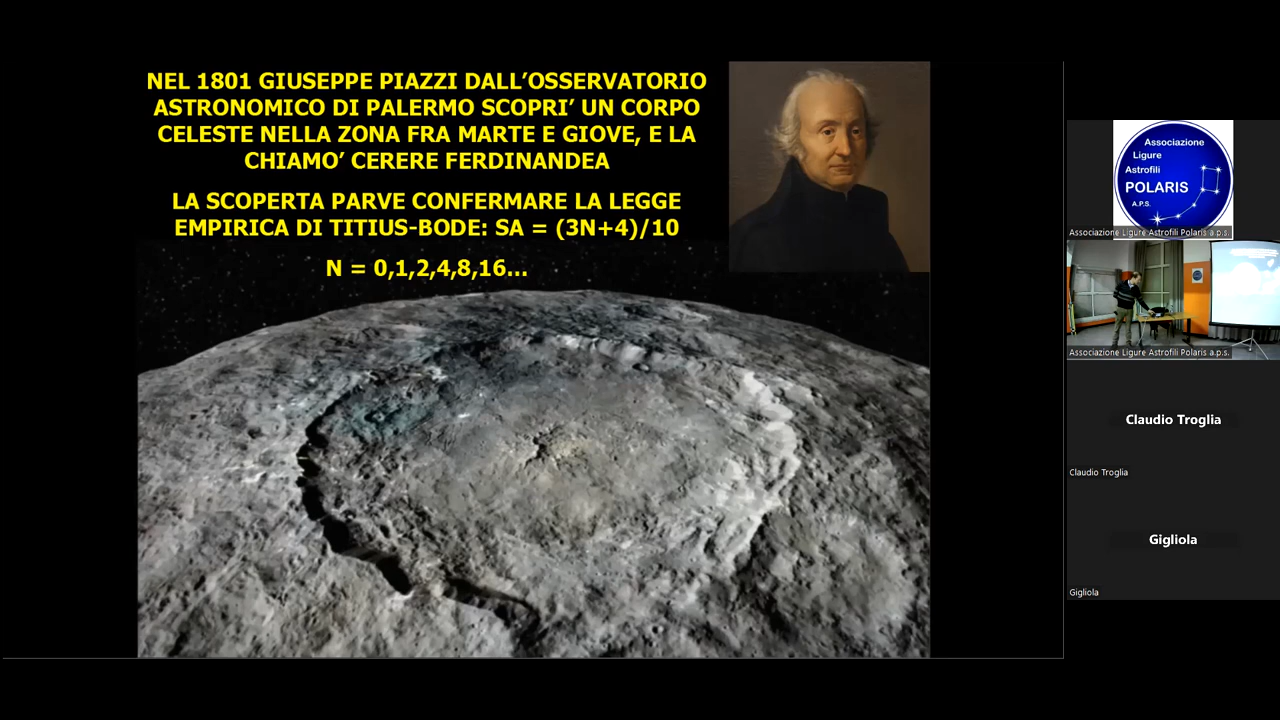 NEL 1801 GIUSEPPE PIAZZI DALL'OSSERVATORIO
ASTRONOMICO DI PALERMO SCOPRI' UN CORPO
CELESTE NELLA ZONA FRA MARTE E GIOVE, E LA
CHIAMO' CERERE FERDINANDEA
LA SCOPERTA PARVE CONFERMARE LA LEGGE
EMPIRICA DI TITIUS-BODE: SA = (3N+4)/10
N = 0,1,2,4,8,16...
Associazione
Ligure
Astrofili
POLARIS
A.P.S.
Associazione Ligure Astrofili Polaris a.p.s.
Associazione Ligure Astrofili Polaris a.p.s.
Claudio Troglia
Claudio Troglia
Gigliola
Gigliola